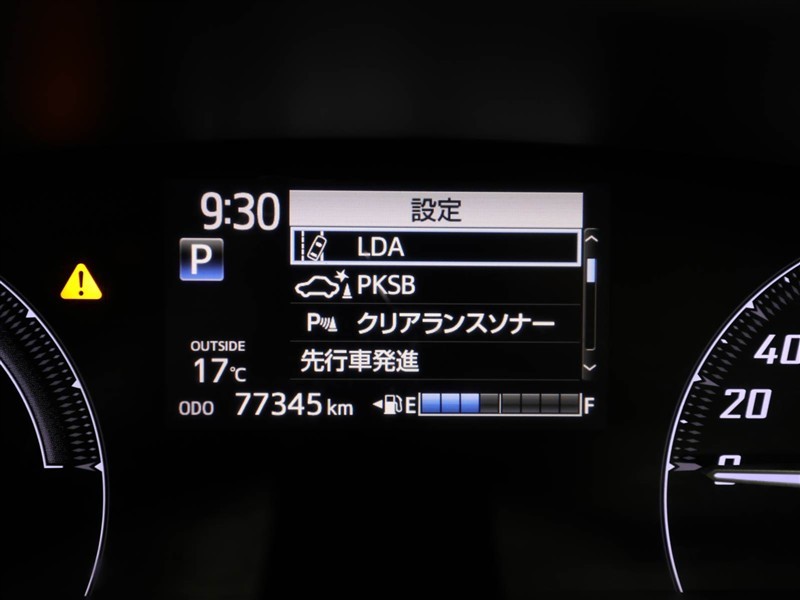 9:30
設定
P
LDA
PKSB
P クリアランスソナー
先行車発進
OUTSIDE
17℃
ODO 77345 km
E F
40
20
0